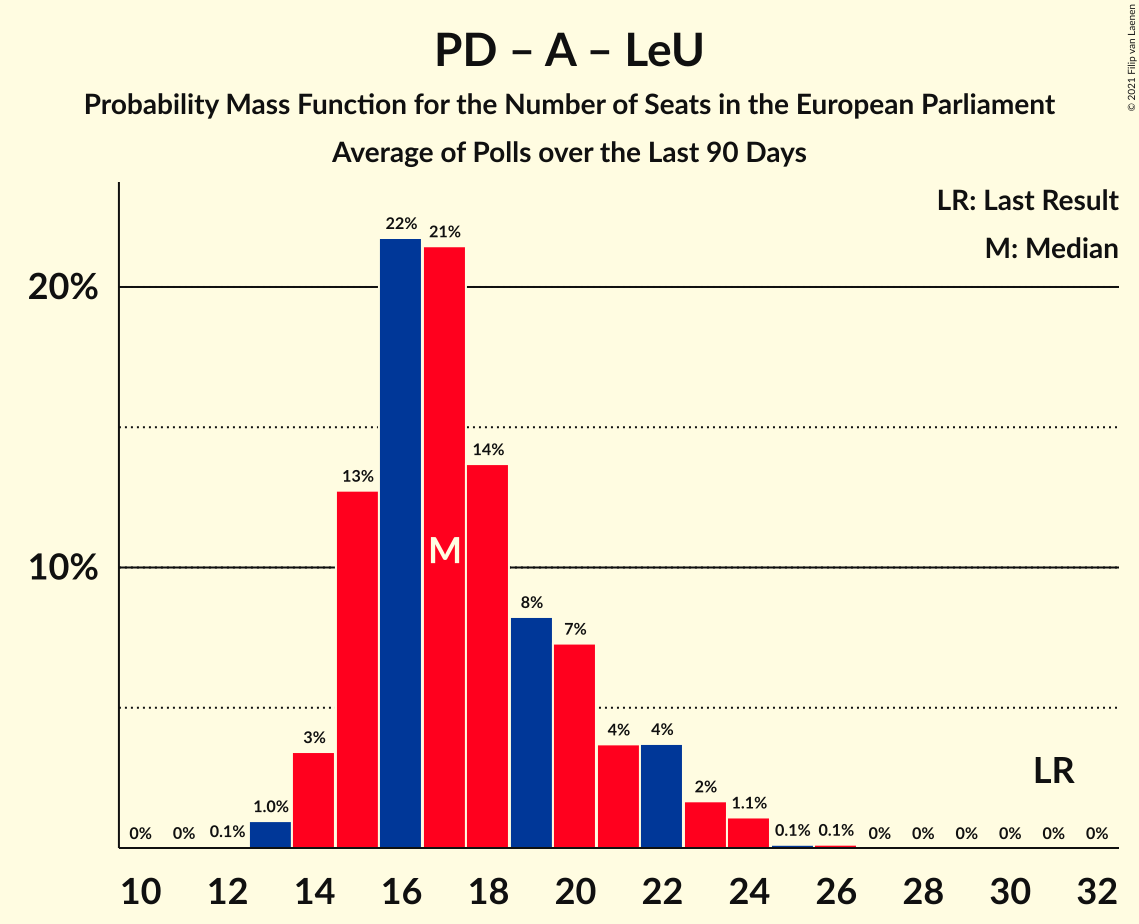 PD – A – LeU
Probability Mass Function for the Number of Seats in the European Parliament
Average of Polls over the Last 90 Days
© 2021 Filip van Laenen
LR: Last Result
M: Median
20%
10%
0% 0% 0.1% 1.0% 3% 13% 22% 21% 14% 8% 7% 4% 4% 2% 1.1% 0.1% 0.1% 0% 0% 0% 0% 0% 0%
M
LR
10 12 14 16 18 20 22 24 26 28 30 32